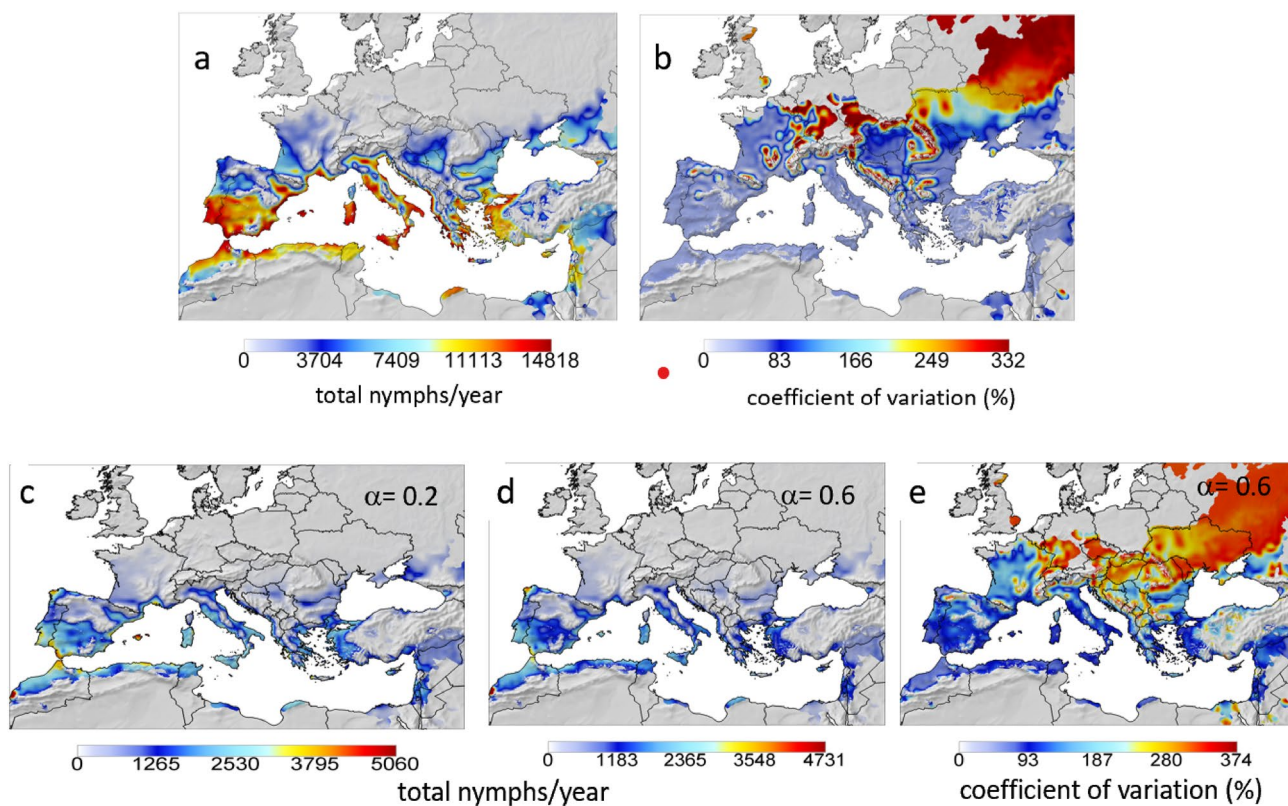 a
b
0 3704 7409 11113 14818
total nymphs/year
0 83 166 249 332
coefficient of variation (%)
c
α= 0.2
d
α= 0.6
e
α= 0.6
0 1265 2530 3795 5060
0 1183 2365 3548 4731
total nymphs/year
0 93 187 280 374
coefficient of variation (%)